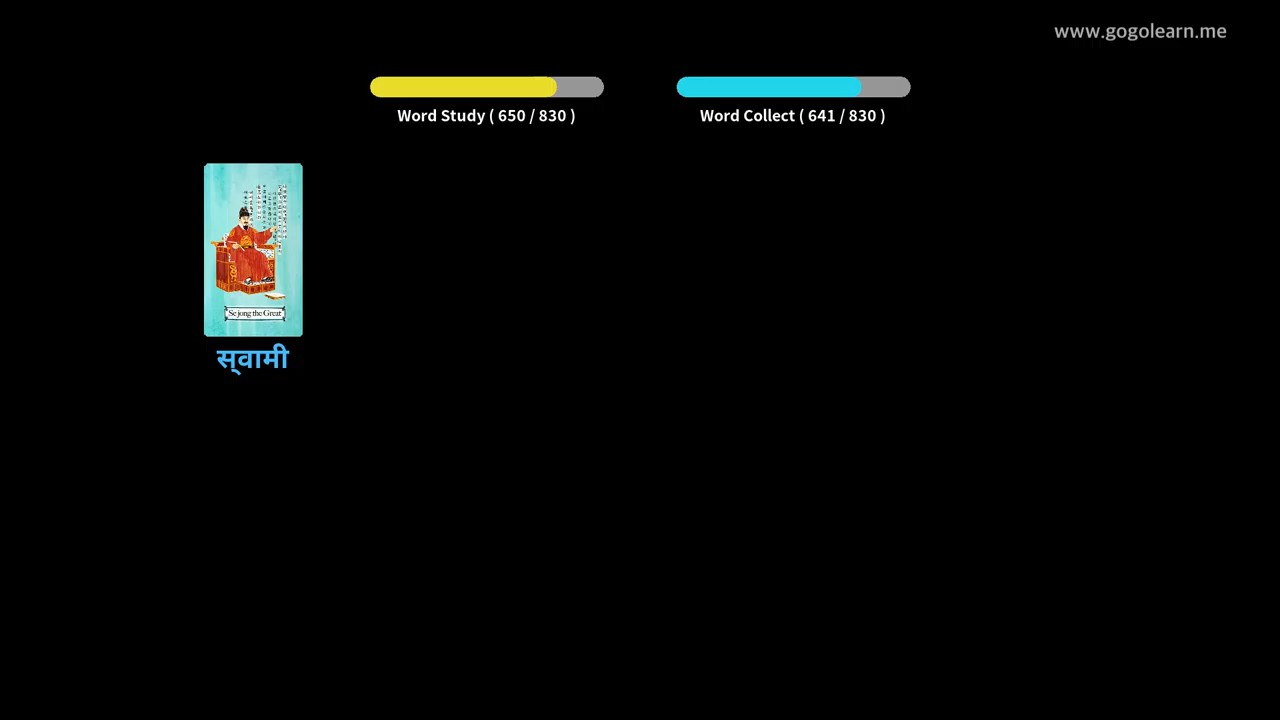 www.gogolearn.me
Word Study ( 650 / 830 )
Word Collect ( 641 / 830 )
Sejong the Great
स्वामी